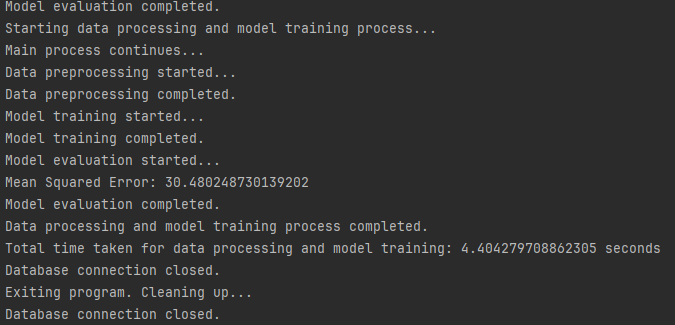 Model evaluation completed.
Starting data processing and model training process...
Main process continues...
Data preprocessing started...
Data preprocessing completed.
Model training started...
Model training completed.
Model evaluation started...
Mean Squared Error: 30.480248730139202
Model evaluation completed.
Data processing and model training process completed.
Total time taken for data processing and model training: 4.404279708862305 seconds
Database connection closed.
Exiting program. Cleaning up...
Database connection closed.